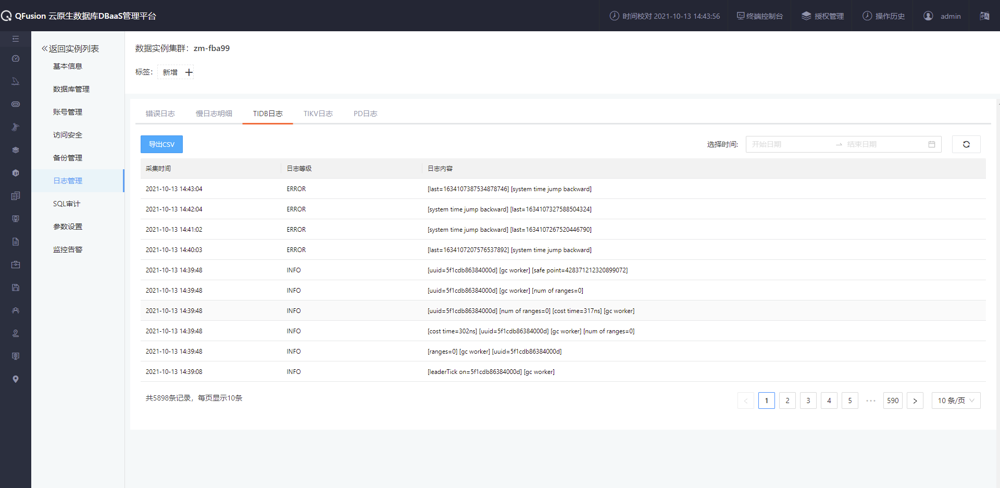 QFusion 云原生数据库DBaaS管理平台
时间校对 2021-10-13 14:43:56
终端控制台
授权管理
操作历史
admin
返回实例列表
基本信息
数据库管理
账号管理
访问安全
备份管理
日志管理
SQL审计
参数设置
监控告警
数据实例集群：zm-fba99
标签： 新增
错误日志 慢日志明细 TIDB日志 TIKV日志 PD日志
导出CSV
选择时间: 开始日期 → 结束日期
采集时间 日志等级 日志内容
2021-10-13 14:43:04 ERROR [last=1634107387534878746] [system time jump backward]
2021-10-13 14:42:04 ERROR [system time jump backward] [last=1634107327588504324]
2021-10-13 14:41:02 ERROR [system time jump backward] [last=1634107267520446790]
2021-10-13 14:40:03 ERROR [last=1634107207576537892] [system time jump backward]
2021-10-13 14:39:48 INFO [uuid=5f1cdb86384000d] [gc worker] [safe point=428371212320899072]
2021-10-13 14:39:48 INFO [uuid=5f1cdb86384000d] [gc worker] [num of ranges=0]
2021-10-13 14:39:48 INFO [uuid=5f1cdb86384000d] [num of ranges=0] [cost time=317ns] [gc worker]
2021-10-13 14:39:48 INFO [cost time=302ns] [uuid=5f1cdb86384000d] [gc worker] [num of ranges=0]
2021-10-13 14:39:48 INFO [ranges=0] [gc worker] [uuid=5f1cdb86384000d]
2021-10-13 14:39:08 INFO [leaderTick on=5f1cdb86384000d] [gc worker]
共5898条记录，每页显示10条
< 1 2 3 4 5 ••• 590 > 10 条/页